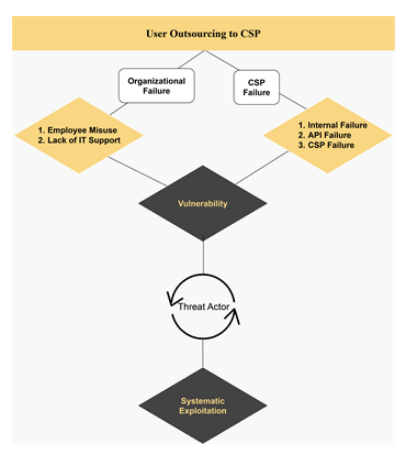 User Outsourcing to CSP
Organizational
Failure
CSP
Failure
1. Employee Misuse
2. Lack of IT Support
1. Internal Failure
2. API Failure
3. CSP Failure
Vulnerability
Threat Actor
Systematic
Exploitation